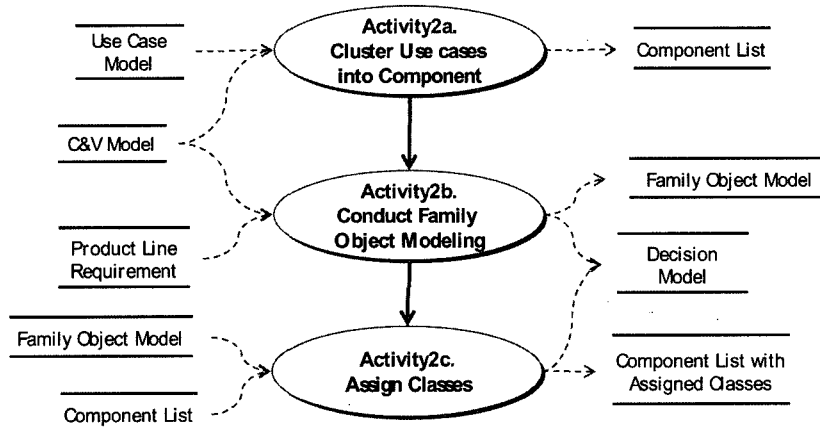 Use Case
Model
C&V Model
Product Line
Requirement
Family Object Model
Component List
Activity2a.
Cluster Use cases
into Component
Activity2b.
Conduct Family
Object Modeling
Activity2c.
Assign Classes
Component List
Family Object Model
Decision
Model
Component List with
Assigned Classes